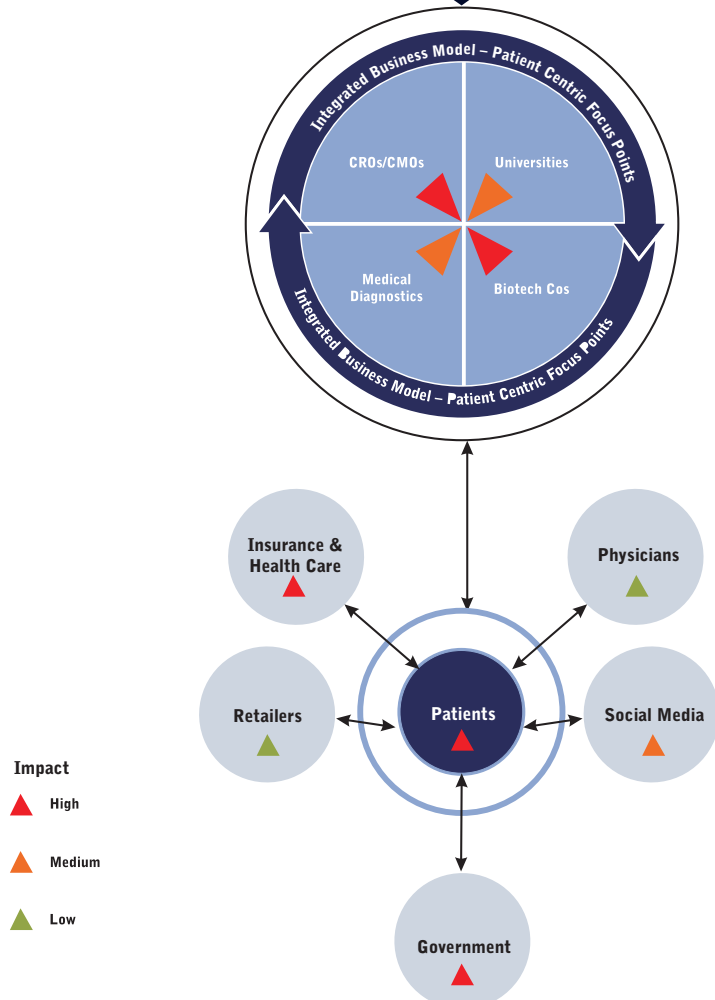 Integrated Business Model – Patient Centric Focus Points
CROs/CMOs
Universities
Medical
Diagnostics
Biotech Cos
Integrated Business Model – Patient Centric Focus Points
Insurance &
Health Care
Physicians
Retailers
Patients
Social Media
Impact
High
Medium
Low
Government